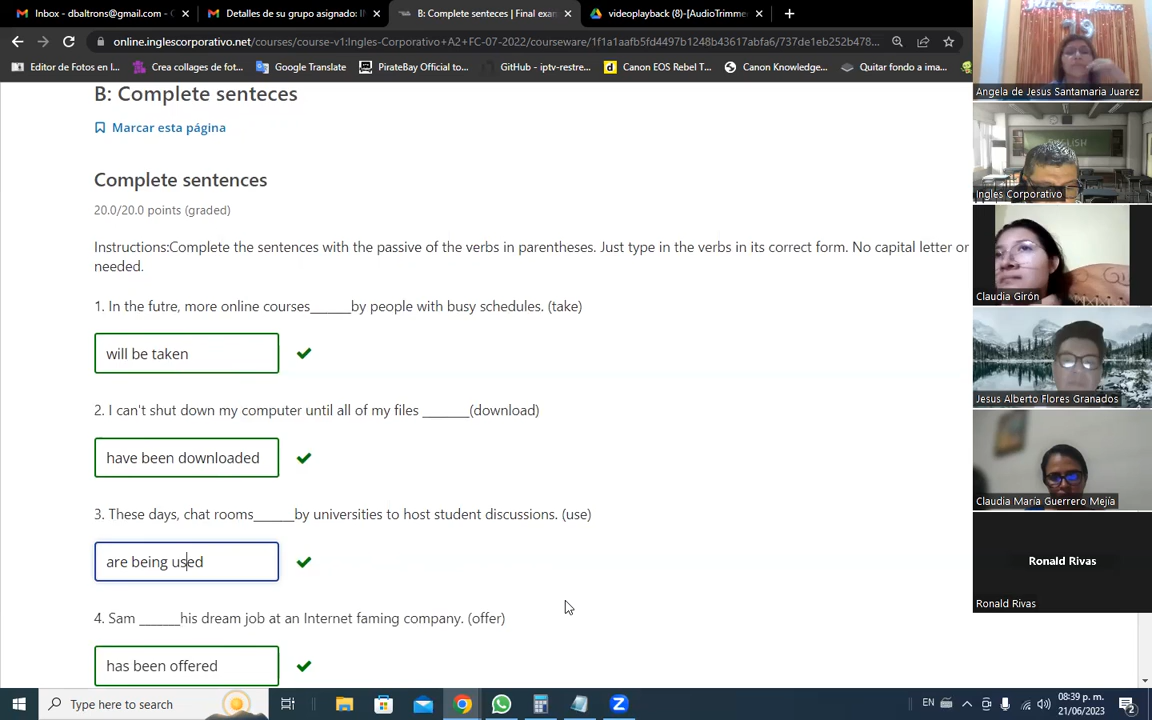 Inbox - dbaltrons@gmail.com - G
Detalles de su grupo asignado: I
B: Complete senteces | Final exam
videoplayback (8)-[AudioTrimme
online.inglescorporativo.net/courses/course-v1:Ingles-Corporativo+A2+FC-07-2022/courseware/1f1a1aafb5fd4497b1248b43617abfa6/737de1eb252b478...
Editor de Fotos en l...
Crea collages de fot...
Google Translate
PirateBay Official to...
GitHub - iptv-restre...
Canon EOS Rebel T...
Canon Knowledge...
Quitar fondo a ima...
B: Complete senteces
Marcar esta página
Complete sentences
20.0/20.0 points (graded)
Instructions:Complete the sentences with the passive of the verbs in parentheses. Just type in the verbs in its correct form. No capital letter or
needed.
1. In the futre, more online courses______by people with busy schedules. (take)
will be taken
2. I can't shut down my computer until all of my files _______(download)
have been downloaded
3. These days, chat rooms______by universities to host student discussions. (use)
are being used
4. Sam ______his dream job at an Internet faming company. (offer)
has been offered
Angela de Jesus Santamaria Juarez
ENGLISH
Ingles Corporativo
Claudia Girón
Jesus Alberto Flores Granados
Claudia María Guerrero Mejía
Ronald Rivas
Ronald Rivas
Type here to search
EN
08:39 p. m.
21/06/2023
2